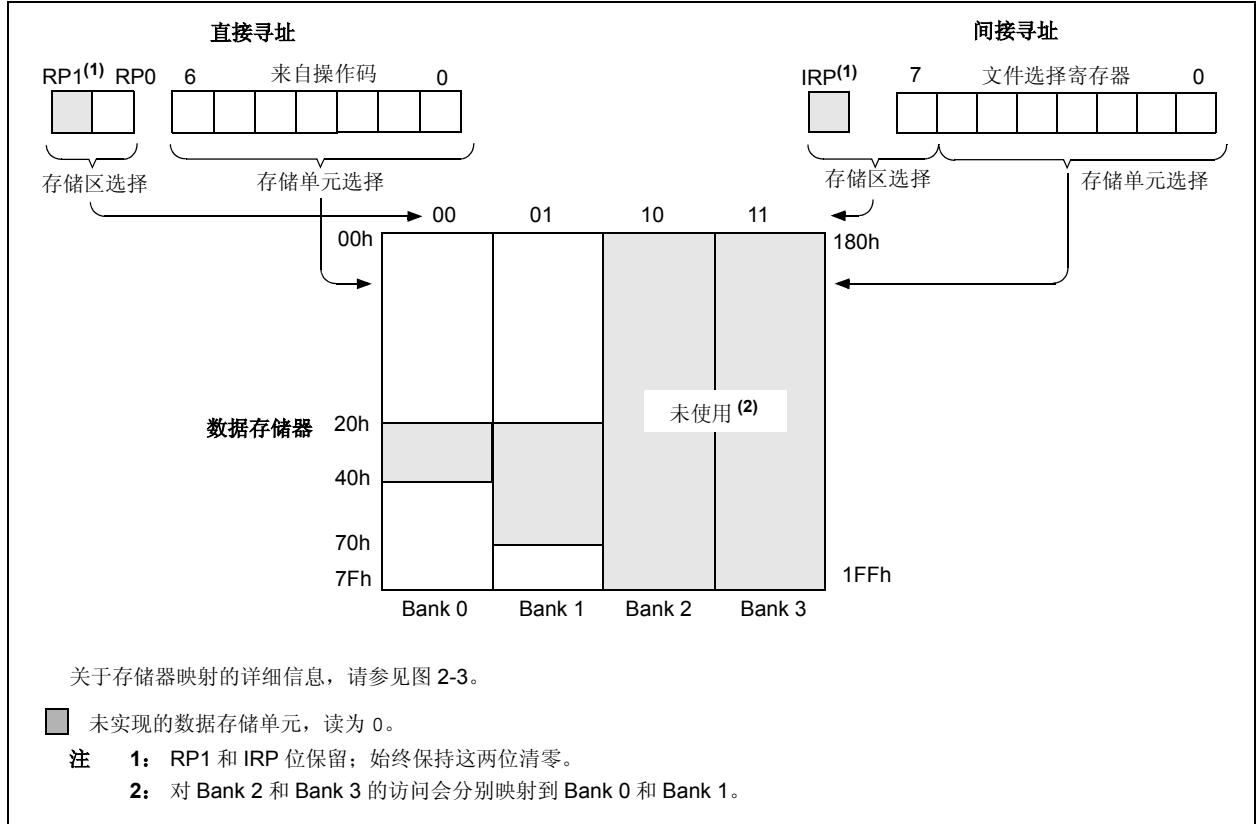 直接寻址
间接寻址
RP1(1) RP0 6 来自操作码 0
IRP(1) 7 文件选择寄存器 0
存储区选择 存储单元选择
存储区选择 存储单元选择
00 01 10 11
00h
180h
未使用 (2)
数据存储器
20h
40h
70h
7Fh
1FFh
Bank 0 Bank 1 Bank 2 Bank 3
关于存储器映射的详细信息，请参见图 2-3。
未实现的数据存储单元，读为 0。
注 1： RP1 和 IRP 位保留；始终保持这两位清零。
2： 对 Bank 2 和 Bank 3 的访问会分别映射到 Bank 0 和 Bank 1。